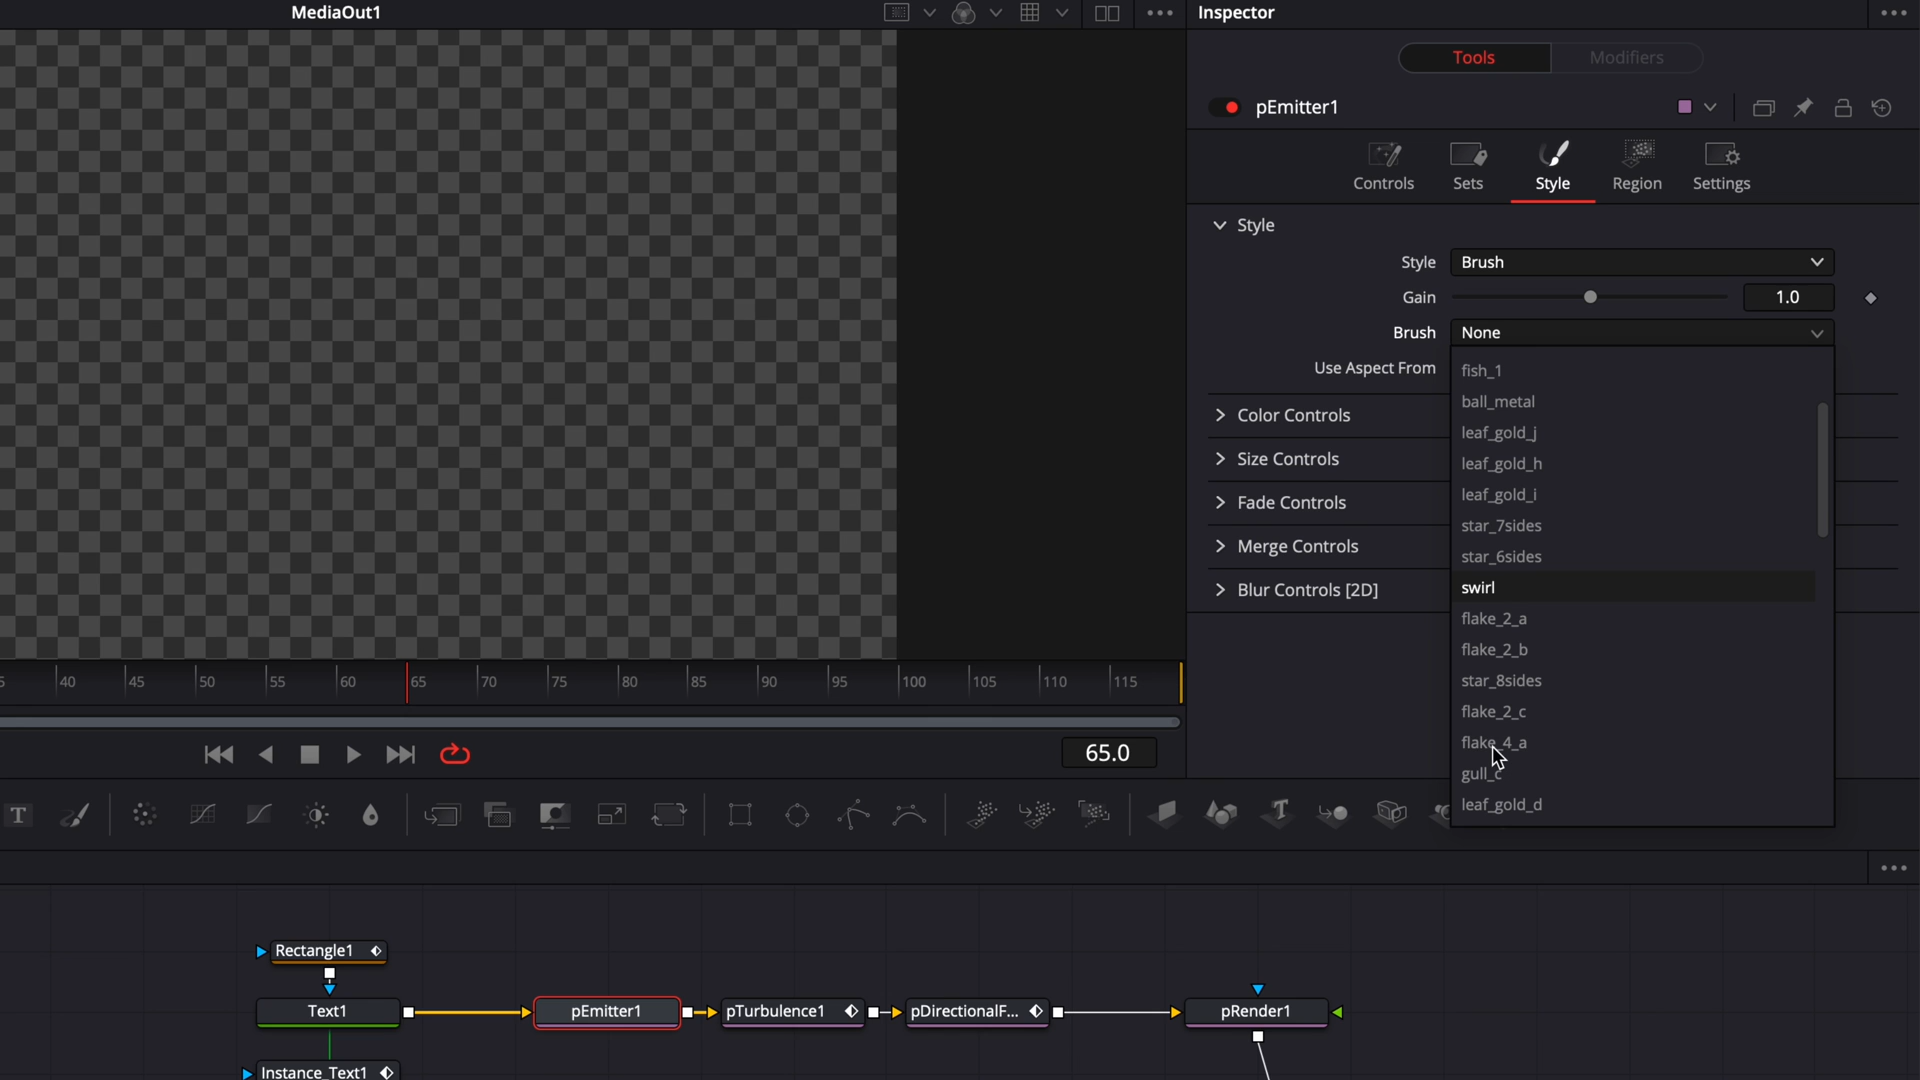 MediaOut1
Inspector
Tools
Modifiers
pEmitter1
Controls
Sets
Style
Region
Settings
Style
Style
Brush
Gain
1.0
Brush
None
Use Aspect From
fish_1
ball_metal
leaf_gold_j
leaf_gold_h
leaf_gold_i
star_7sides
star_6sides
swirl
flake_2_a
flake_2_b
star_8sides
flake_2_c
flake_4_a
gull_c
leaf_gold_d
Color Controls
Size Controls
Fade Controls
Merge Controls
Blur Controls [2D]
5 40 45 50 55 60 65 70 75 80 85 90 95 100 105 110 115
65.0
T
T
Rectangle1
Text1
pEmitter1
pTurbulence1
pDirectionalF...
pRender1
Instance_Text1